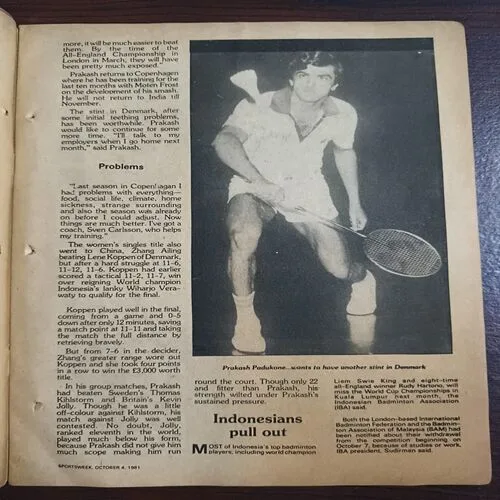 more, it will be much easier to beat
them. By the time of the
All-England Championship in
London in March, they will have
been pretty much exposed."
Prakash returns to Copenhagen
where he has been training for the
last ten months with Moten Frost
on the development of his smash.
He will not return to India till
November.
The stint in Denmark, after
some initial teething problems,
has been worthwhile. Prakash
would like to continue for some
more time. "I'll talk to my
employers when I go home next
month," said Prakash.
Problems
"Last season in Copenhagen I
had problems with everything—
food, social life, climate, home
sickness, strange surrounding
and also the season was already
on before I could adjust. Now
things are much better. I've got a
coach, Sven Carlsson, who helps
my training."
The women's singles title also
went to China, Zhang Ailing
beating Lene Koppen of Denmark,
but after a hard struggle at 11-6,
11-12, 11-6. Koppen had earlier
scored a tactical 11-2, 11-7, win
over reigning World champion
Indonesia's lanky Wiharjo Vera-
waty to qualify for the final.
Koppen played well in the final,
coming from a game and 0-5
down after only 12 minutes, saving
a match point at 11-11 and taking
the match the full distance by
retrieving bravely.
But from 7-6 in the decider,
Zhang's greater range wore out
Koppen and she took four points
in a row to win the £3,000 worth
title.
In his group matches, Prakash
had beaten Sweden's Thomas
Kihlstorm and Britain's Kevin
Jolly. Though he was a little
off-colour against Kihlstorm, his
match against Jolly was well
contested. No doubt, Jolly,
ranked eleventh in the world,
played much below his form,
because Prakash did not give him
much scope making him run
SPORTSWEEK, OCTOBER 4, 1981
Prakash Padukone...wants to have another stint in Denmark
round the court. Though only 22
and fitter than Prakash, his
strength wilted under Prakash's
sustained pressure.
Indonesians
pull out
MOST of Indonesia's top badminton
players; including world champion
Liem Swie King and eight-time
all-England winner Rudy Hartono, will
miss the World Cup Championships in
Kuala Lumpur next month, the
Indonesian Badminton Association
(IBA) said.
Both the London-based International
Badminton Federation and the Badmin-
ton Association of Malaysia (BAM) had
been notified about their withdrawal
from the competition beginning on
October 7, because of studies or work,
IBA president, Sudirman said.